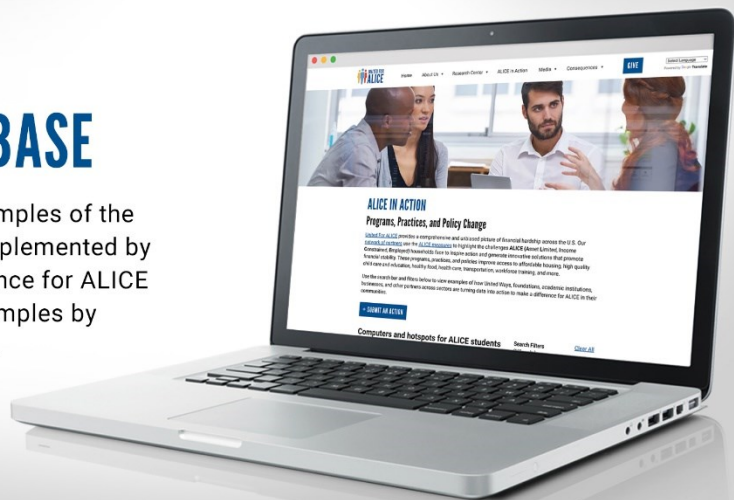 BASE
mples of the
plemented by
nce for ALICE
mples by
UNITED FOR
ALICE
Home About Us Research Center ALICE in Action Media Consequences GIVE Select Language
Translate
ALICE IN ACTION
Programs, Practices, and Policy Change
United For ALICE provides a comprehensive and unbiased picture of financial hardship across the U.S. Our
network of partners use the ALICE measures to highlight the challenges ALICE (Asset Limited, Income
Constrained, Employed) households face to inspire action and generate innovative solutions that promote
financial stability. These programs, practices, and policies improve access to affordable housing, high quality
child care and education, healthy food, health care, transportation, workforce training, and more.
Use the search bar and filters below to view examples of how United Ways, foundations, academic institutions,
businesses, and other partners across sectors are turning data into action to make a difference for ALICE in their
communities.
+ SUBMIT AN ACTION
Computers and hotspots for ALICE students Search Filters Clear All